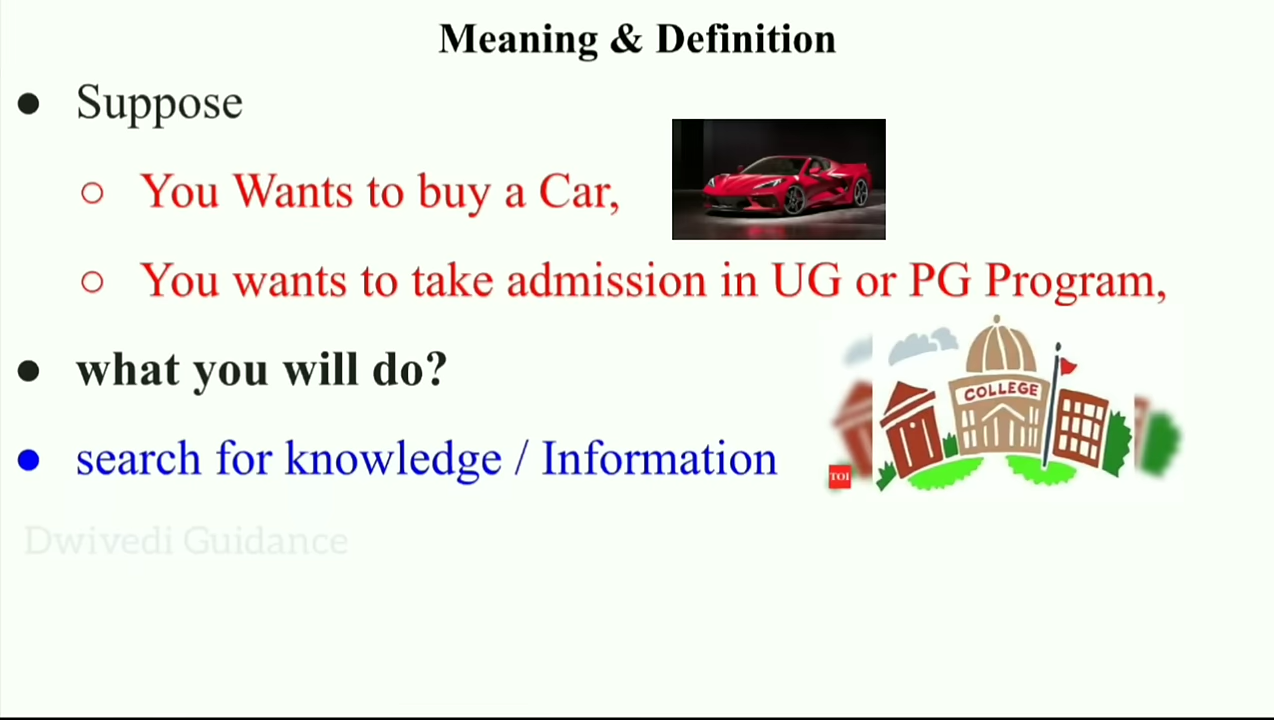 Meaning & Definition
● Suppose
○ You Wants to buy a Car,
○ You wants to take admission in UG or PG Program,
● what you will do?
COLLEGE
● search for knowledge / Information
TOI
Dwivedi Guidance